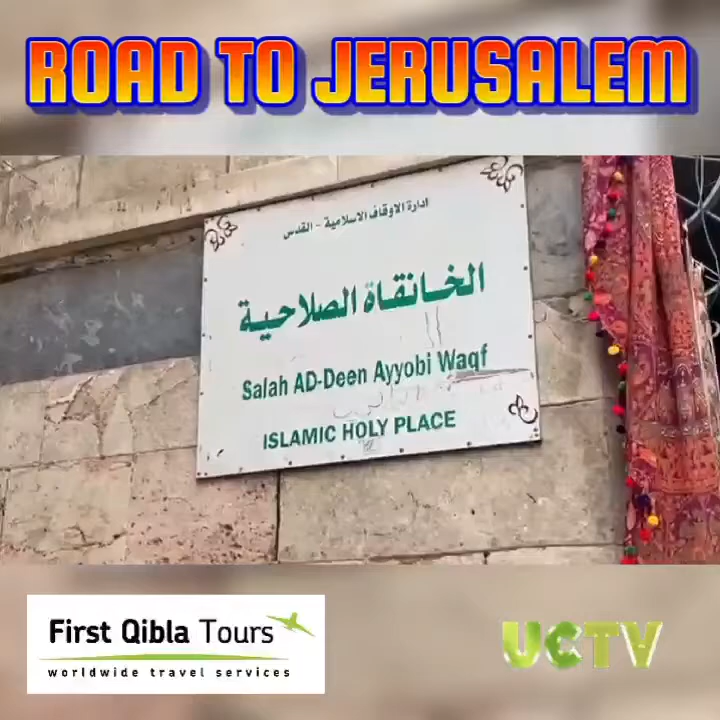 ROAD TO JERUSALEM
ادارة الاوقاف الاسلامية - القدس
الخانقاة الصلاحية
Salah AD-Deen Ayyobi Waqf
ISLAMIC HOLY PLACE
First Qibla Tours
worldwide travel services
UCTV